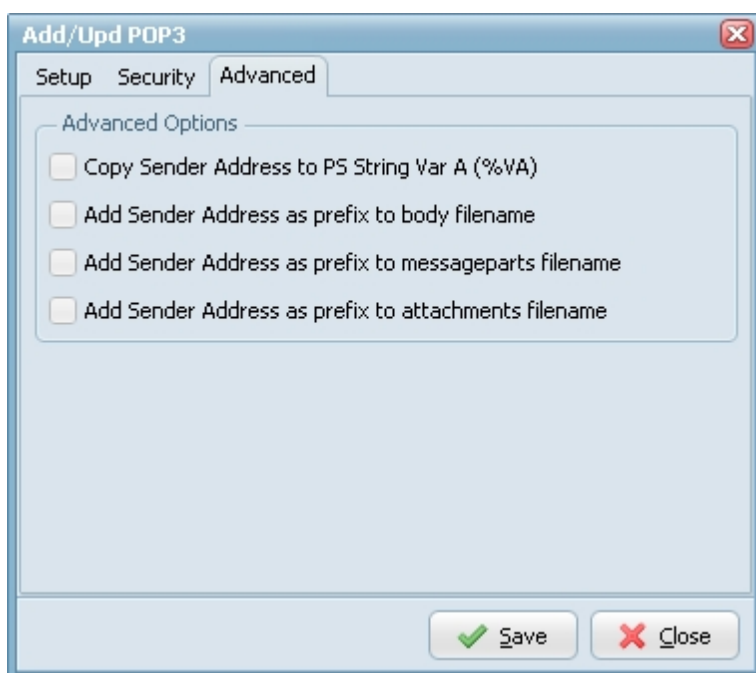 Add/Upd POP3
Setup Security Advanced
Advanced Options
Copy Sender Address to PS String Var A (%VA)
Add Sender Address as prefix to body filename
Add Sender Address as prefix to messageparts filename
Add Sender Address as prefix to attachments filename
Save Close